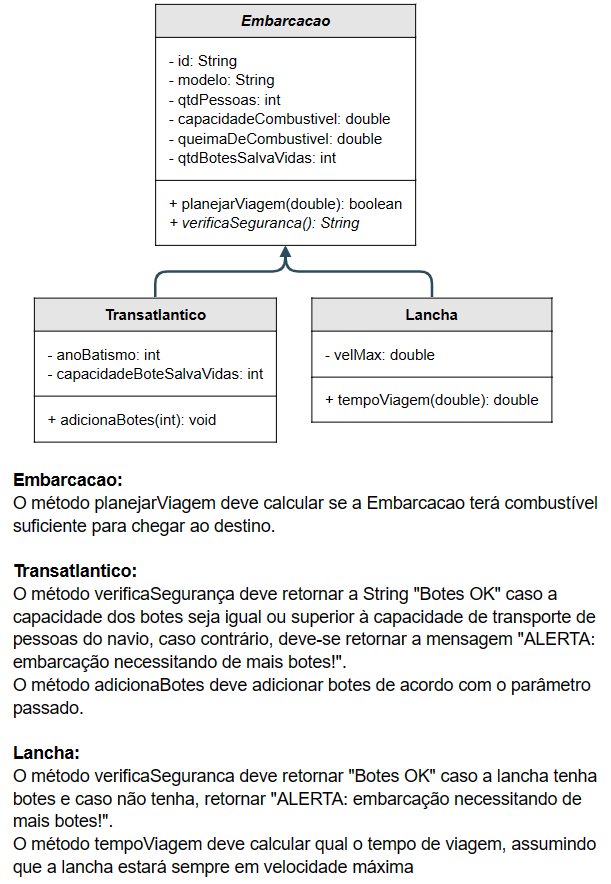 Embarcacao
- id: String
- modelo: String
- qtdPessoas: int
- capacidadeCombustivel: double
- queimaDeCombustivel: double
- qtdBotesSalvaVidas: int
+ planejarViagem(double): boolean
+ verificaSeguranca(): String
Transatlantico
- anoBatismo: int
- capacidadeBoteSalvaVidas: int
+ adicionaBotes(int): void
Lancha
- velMax: double
+ tempoViagem(double): double
Embarcacao:
O método planejarViagem deve calcular se a Embarcacao terá combustível
suficiente para chegar ao destino.
Transatlantico:
O método verificaSegurança deve retornar a String "Botes OK" caso a
capacidade dos botes seja igual ou superior à capacidade de transporte de
pessoas do navio, caso contrário, deve-se retornar a mensagem "ALERTA:
embarcação necessitando de mais botes!".
O método adicionaBotes deve adicionar botes de acordo com o parâmetro
passado.
Lancha:
O método verificaSeguranca deve retornar "Botes OK" caso a lancha tenha
botes e caso não tenha, retornar "ALERTA: embarcação necessitando de
mais botes!".
O método tempoViagem deve calcular qual o tempo de viagem, assumindo
que a lancha estará sempre em velocidade máxima